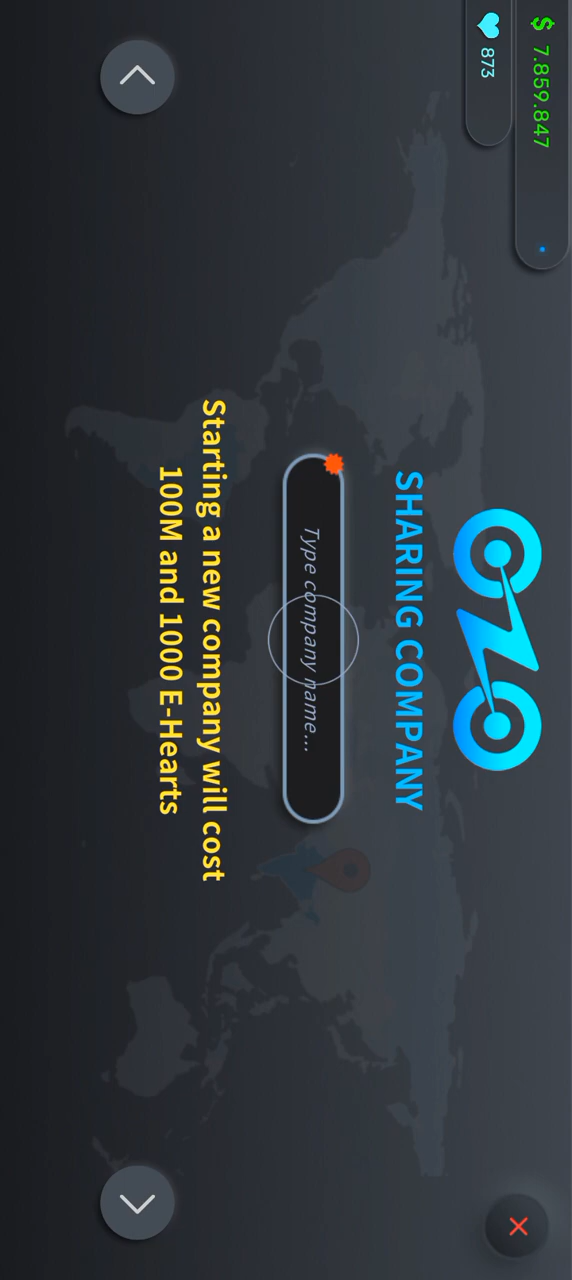 $ 7.859.847
873
SHARING COMPANY
Type company name...
Starting a new company will cost
100M and 1000 E-Hearts